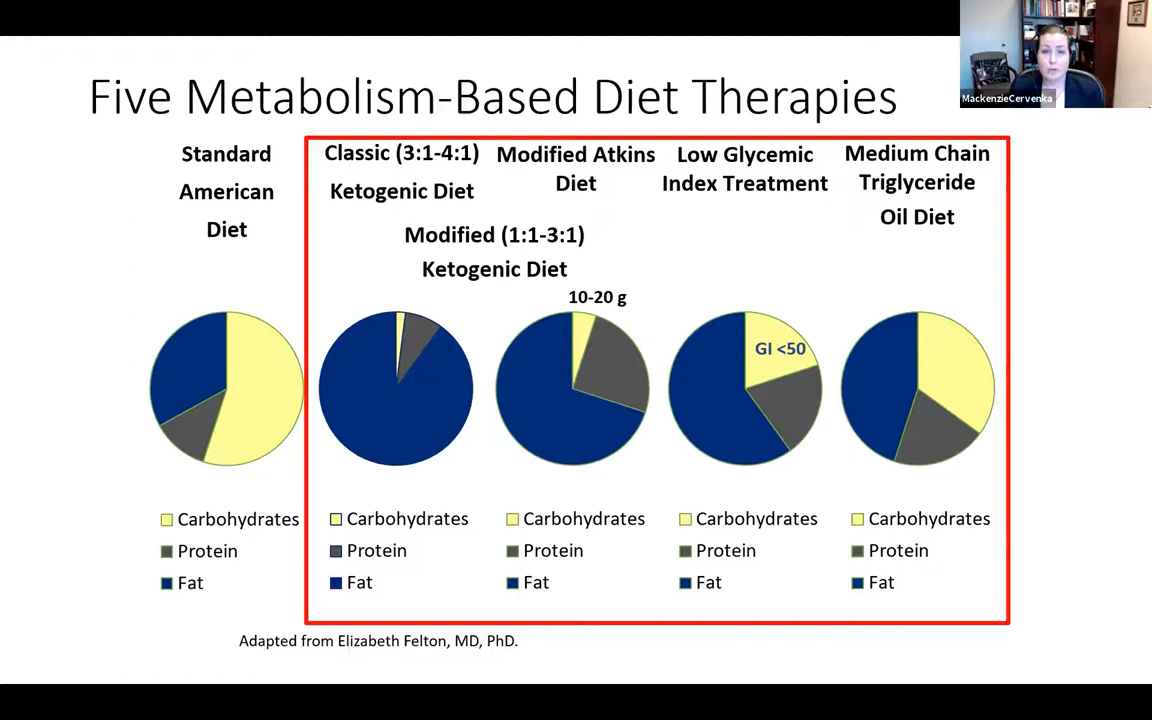 Five Metabolism-Based Diet Therapies
MackenzieCervenka
Standard
American
Diet
Classic (3:1-4:1)
Ketogenic Diet
Modified Atkins
Diet
Low Glycemic
Index Treatment
Medium Chain
Triglyceride
Oil Diet
Modified (1:1-3:1)
Ketogenic Diet
10-20 g
GI <50
Carbohydrates
Protein
Fat
Carbohydrates
Protein
Fat
Carbohydrates
Protein
Fat
Carbohydrates
Protein
Fat
Carbohydrates
Protein
Fat
Adapted from Elizabeth Felton, MD, PhD.